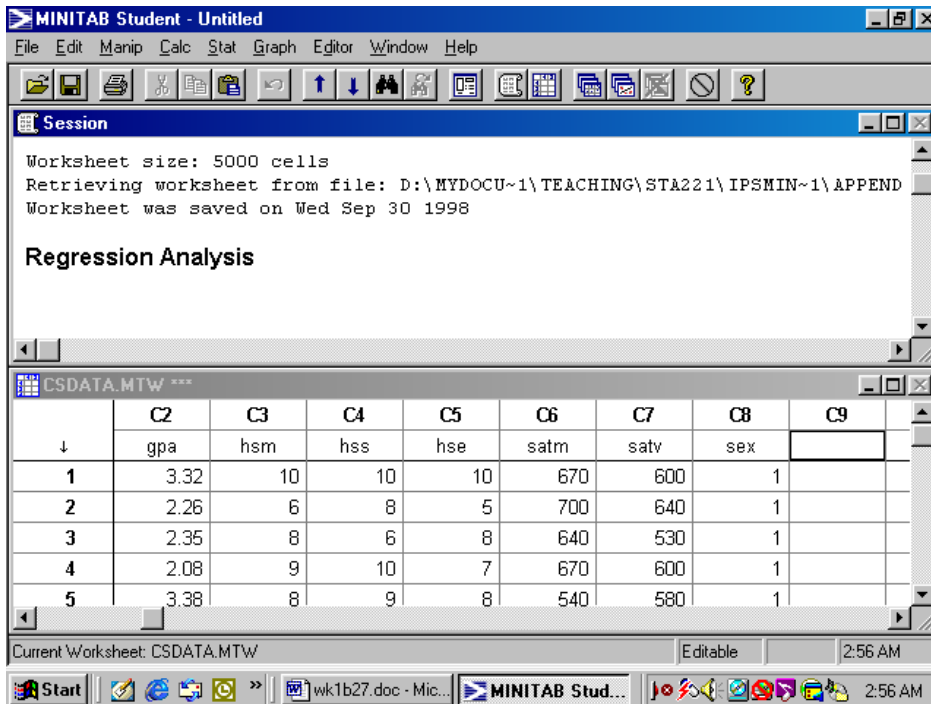 MINITAB Student - Untitled
File Edit Manip Calc Stat Graph Editor Window Help
Session
Worksheet size: 5000 cells
Retrieving worksheet from file: D:\MYDOCU~1\TEACHING\STA221\IPSMIN~1\APPEND
Worksheet was saved on Wed Sep 30 1998
Regression Analysis
CSDATA.MTW ***
C2 C3 C4 C5 C6 C7 C8 C9
↓ gpa hsm hss hse satm satv sex
1 3.32 10 10 10 670 600 1
2 2.26 6 8 5 700 640 1
3 2.35 8 6 8 640 530 1
4 2.08 9 10 7 670 600 1
5 3.38 8 9 8 540 580 1
Current Worksheet: CSDATA.MTW Editable 2:56 AM
Start » wk1b27.doc - Mic... MINITAB Stud... 2:56 AM